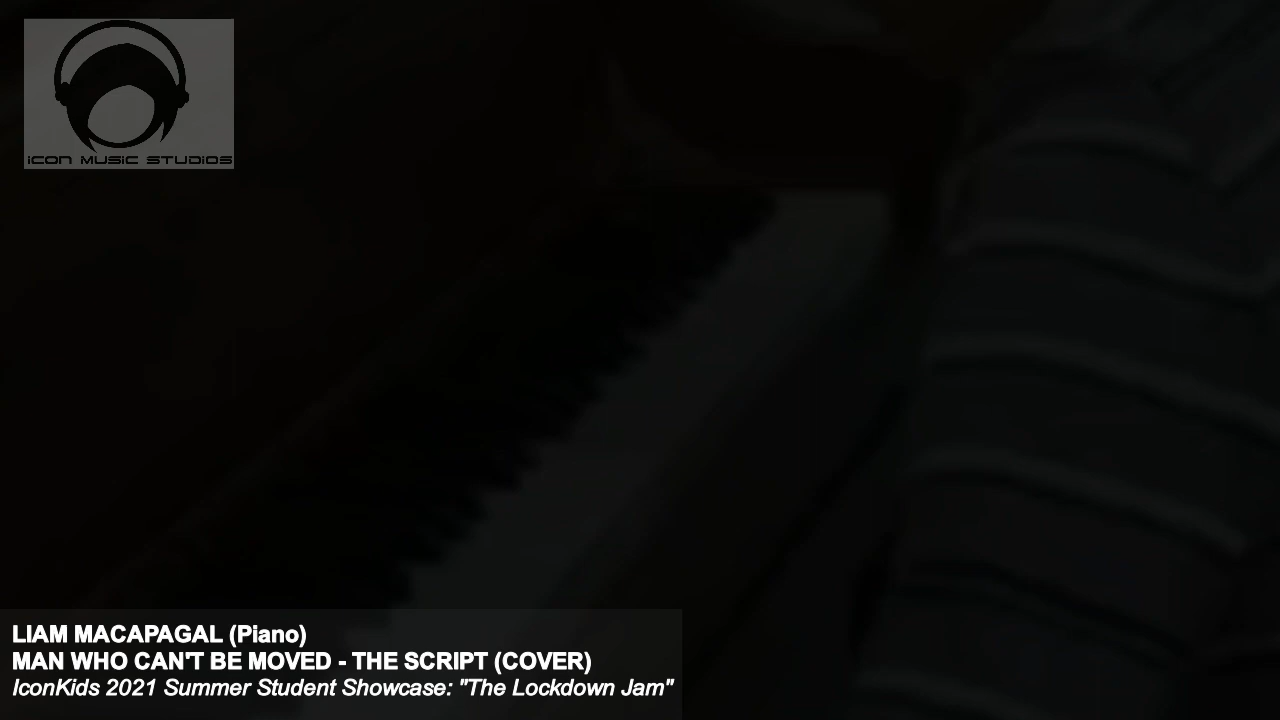 iCON MUSIC STUDIOS
LIAM MACAPAGAL (Piano)
MAN WHO CAN'T BE MOVED - THE SCRIPT (COVER)
IconKids 2021 Summer Student Showcase: "The Lockdown Jam"